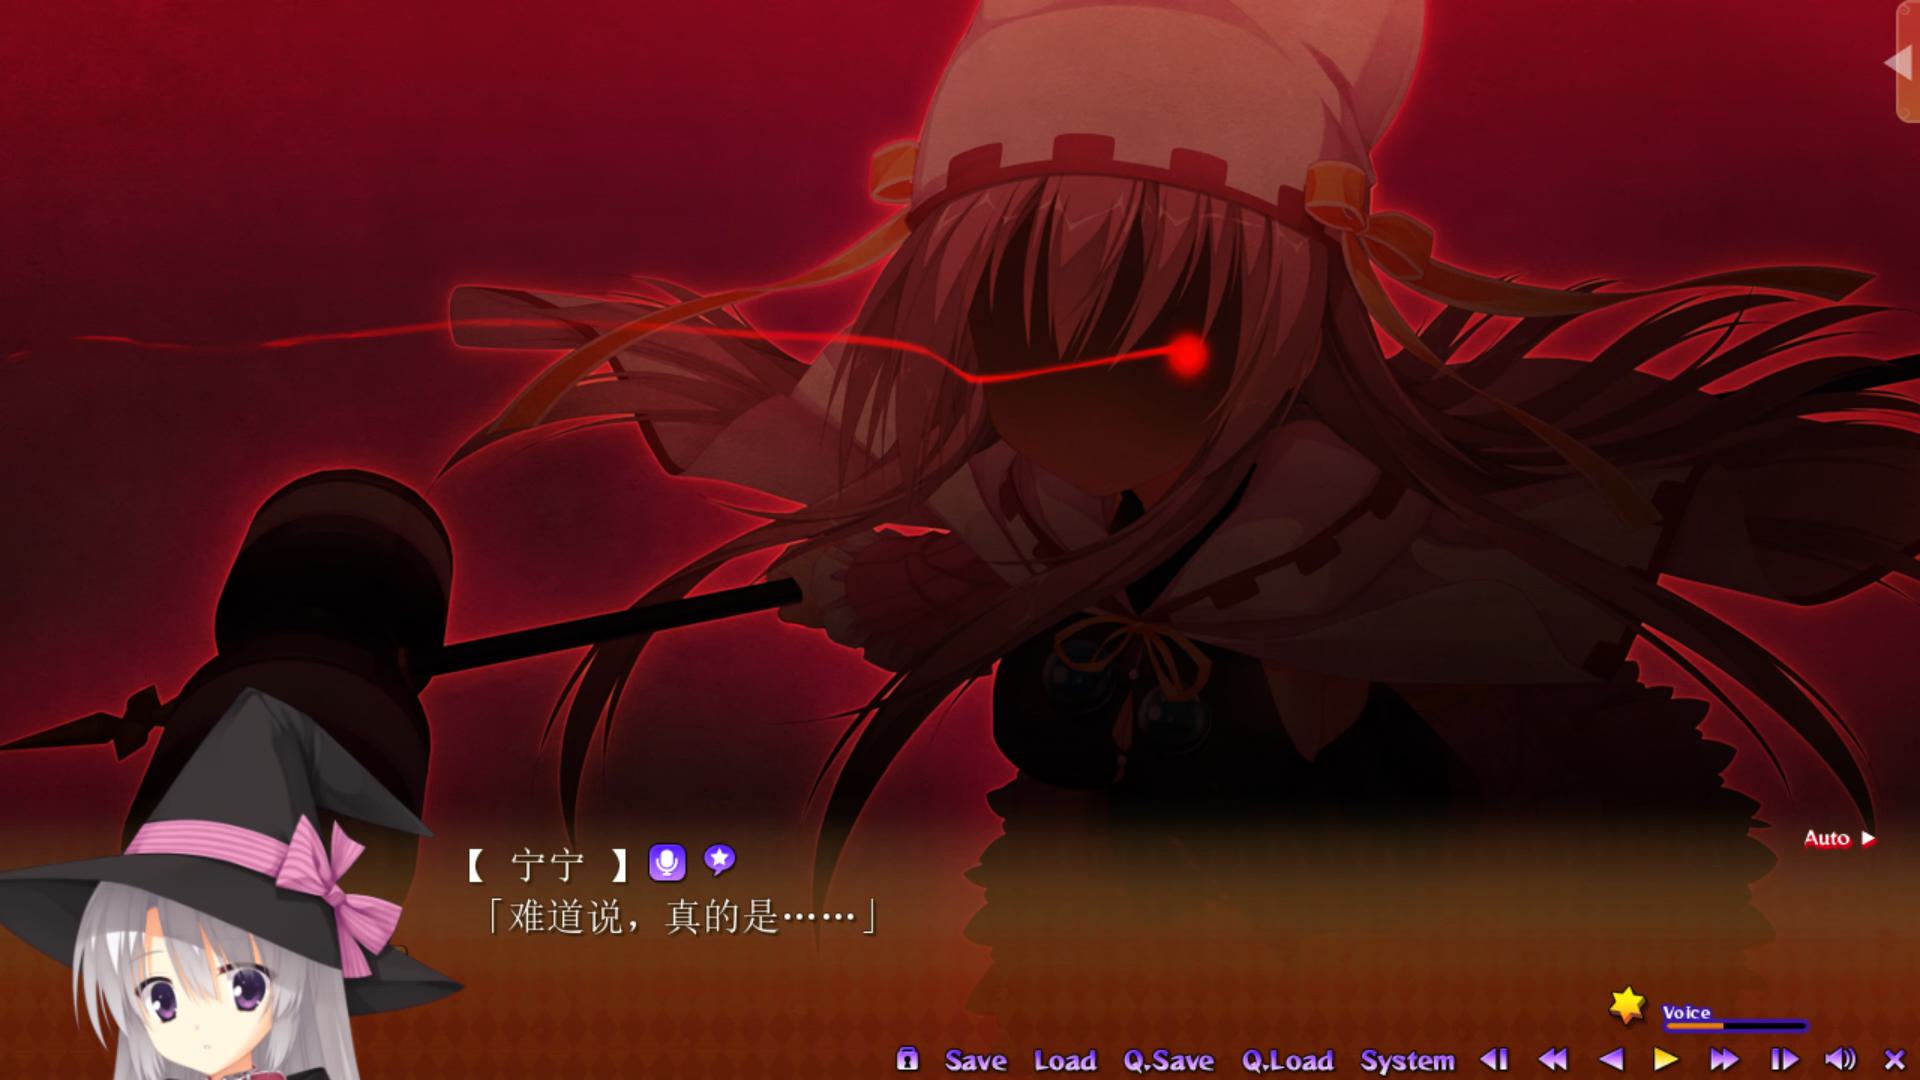 Auto
【 宁宁 】
「难道说，真的是……」
Voice
Save Load Q.Save Q.Load System